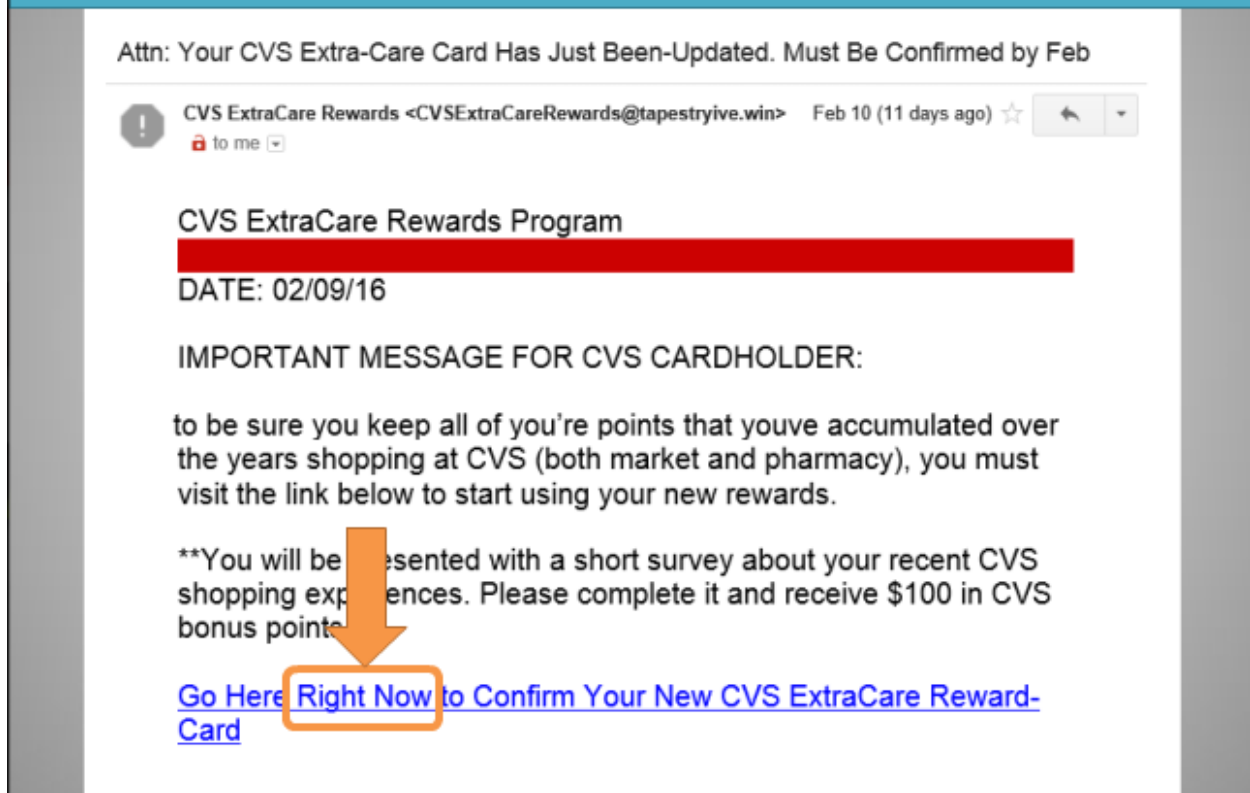 Attn: Your CVS Extra-Care Card Has Just Been-Updated. Must Be Confirmed by Feb
CVS ExtraCare Rewards <CVSExtraCareRewards@tapestryive.win> Feb 10 (11 days ago)
to me
CVS ExtraCare Rewards Program
DATE: 02/09/16
IMPORTANT MESSAGE FOR CVS CARDHOLDER:
to be sure you keep all of you’re points that youve accumulated over
the years shopping at CVS (both market and pharmacy), you must
visit the link below to start using your new rewards.
**You will be esented with a short survey about your recent CVS
shopping exp ences. Please complete it and receive $100 in CVS
bonus points
Go Here Right Now to Confirm Your New CVS ExtraCare Reward-
Card